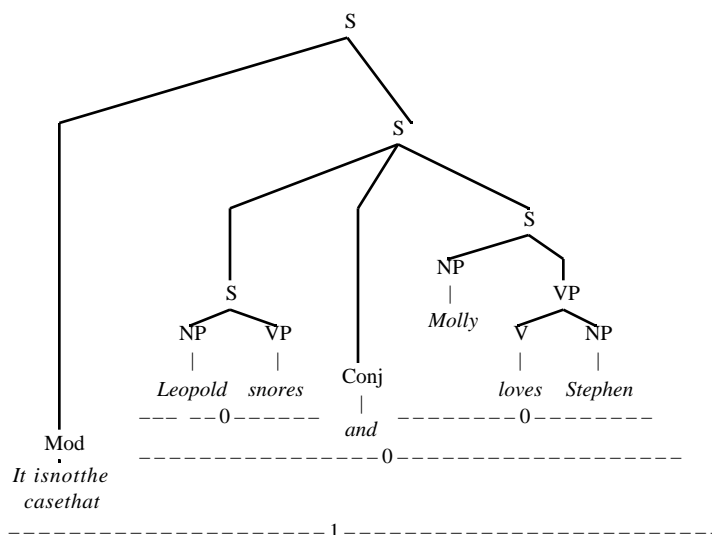 S
S
S
NP
S
VP
Molly
NP
VP
V
NP
Conj
Leopold snores
loves Stephen
0
0
and
Mod
0
It isnotthe
casethat
1